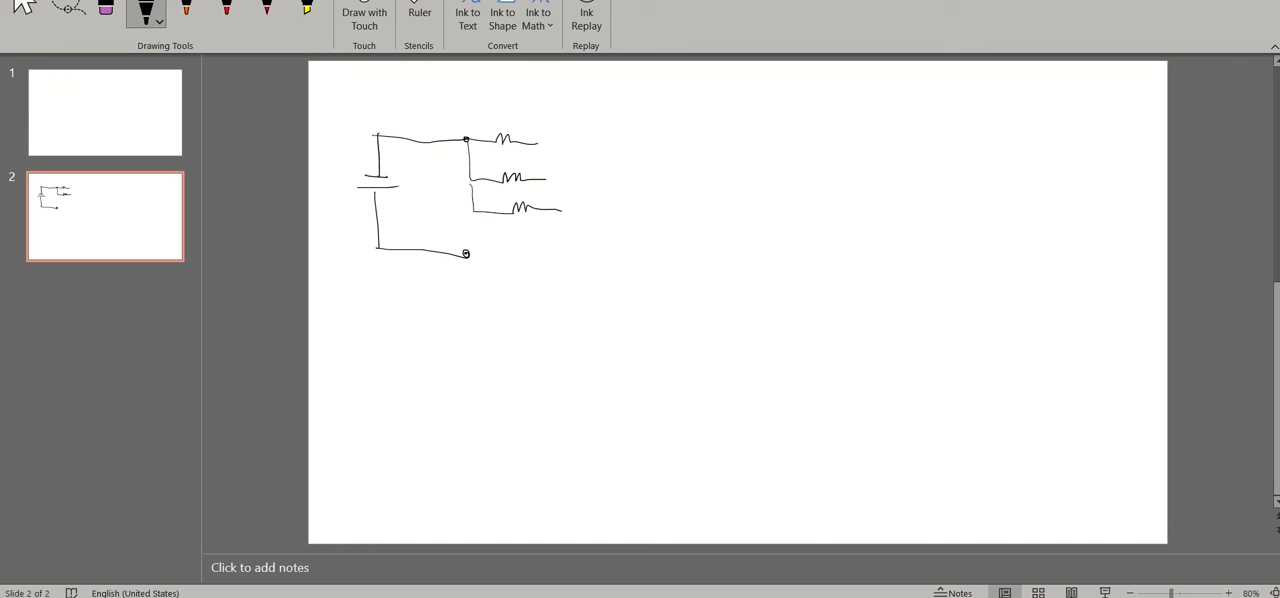 Draw with Touch
Ruler
Ink to Text
Ink to Shape
Ink to Math
Ink Replay
Drawing Tools
Touch
Stencils
Convert
Replay
1
2
Click to add notes
Slide 2 of 2
English (United States)
Notes
80%